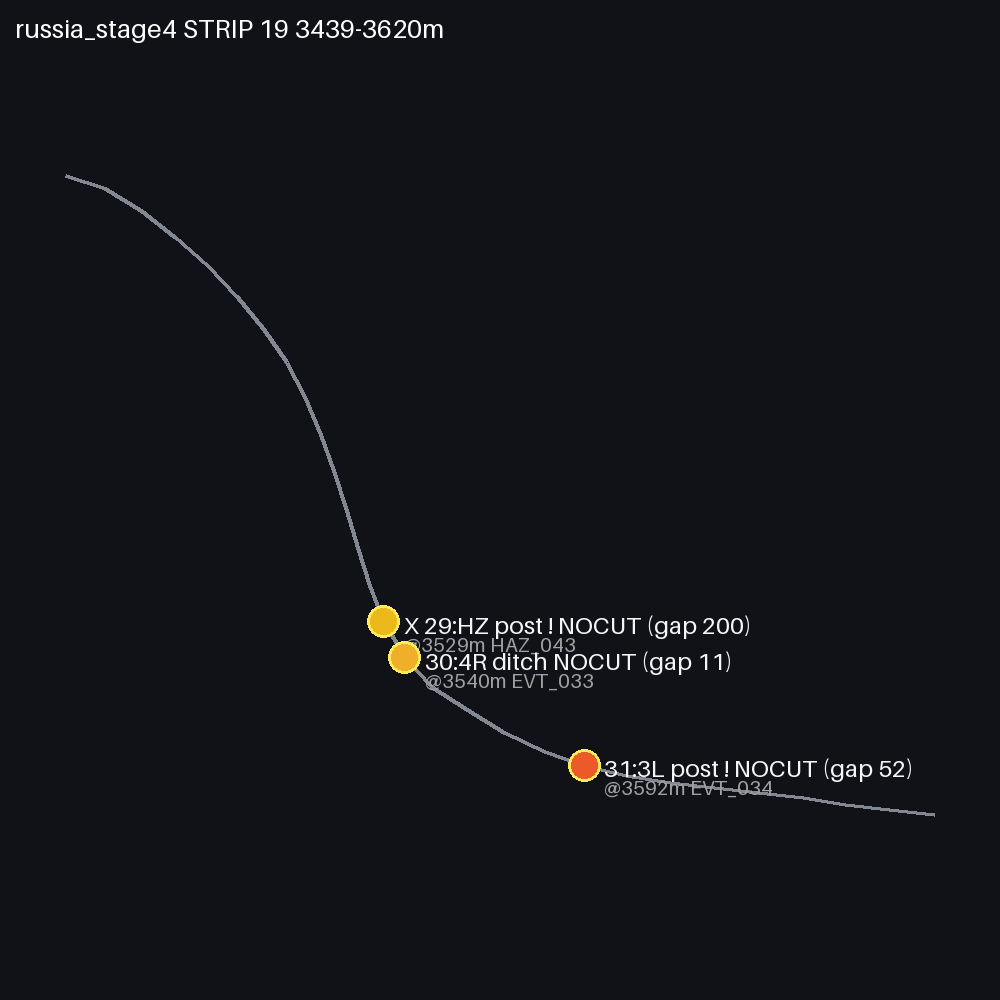 russia_stage4 STRIP 19 3439-3620m
X 29:HZ post ! NOCUT (gap 200)
@3529m HAZ_043
30:4R ditch NOCUT (gap 11)
@3540m EVT_033
31:3L post ! NOCUT (gap 52)
@3592m EVT_034